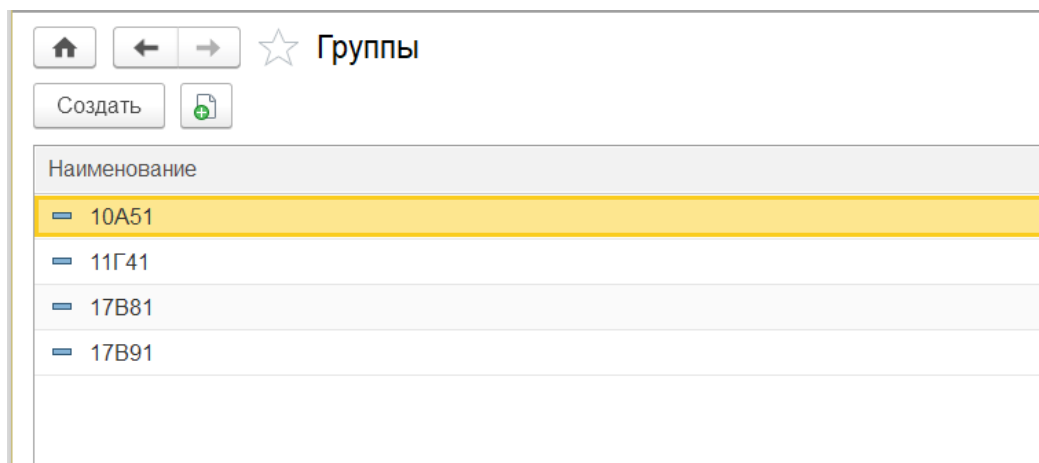 Группы
Создать
Наименование
10А51
11Г41
17В81
17В91